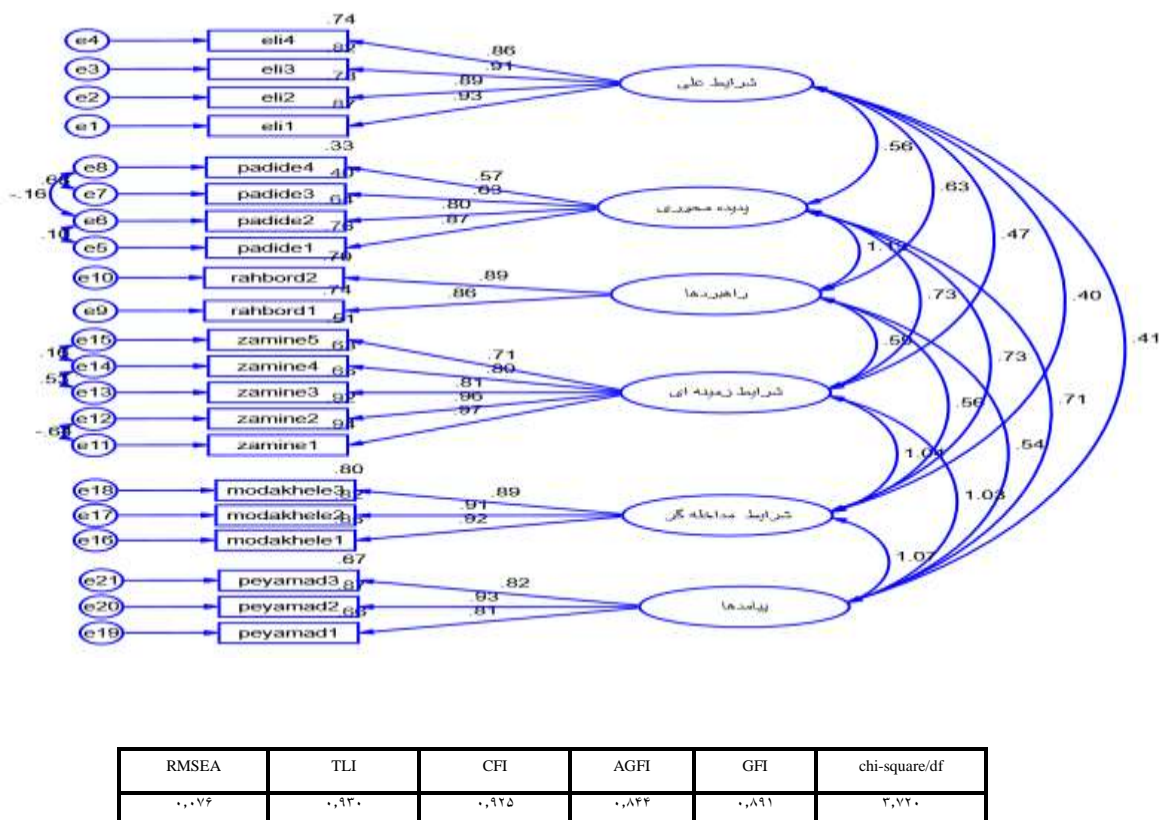 .74
e4 eli4 .86
e3 eli3 .91
e2 eli2 .89 شرایط علی
e1 eli1 .93
.33 .56
e8 padide4 .57 .63
-.16 e7 padide3 .63
e6 padide2 .80 پدیده محوری
e5 padide1 .87 .47
e10 rahbord2 .89
راهبردها .73 .40
e9 rahbord1 .86
e15 zamine5 .71 .41
e14 zamine4 .80 .73
e13 zamine3 .81 شرایط زمینه ای .71
e12 zamine2 .96 .56
e11 zamine1 .97 .54
.80
e18 modakhele3 .89 1.03
e17 modakhele2 .91 شرایط مداخله گر
e16 modakhele1 .92
.67 1.07
e21 peyamad3 .82
e20 peyamad2 .93 پیامدها
e19 peyamad1 .81
RMSEA TLI CFI AGFI GFI chi-square/df
۰,۰۷۶ ۰,۹۳۰ ۰,۹۲۵ ۰,۸۴۴ ۰,۸۹۱ ۳,۷۲۰